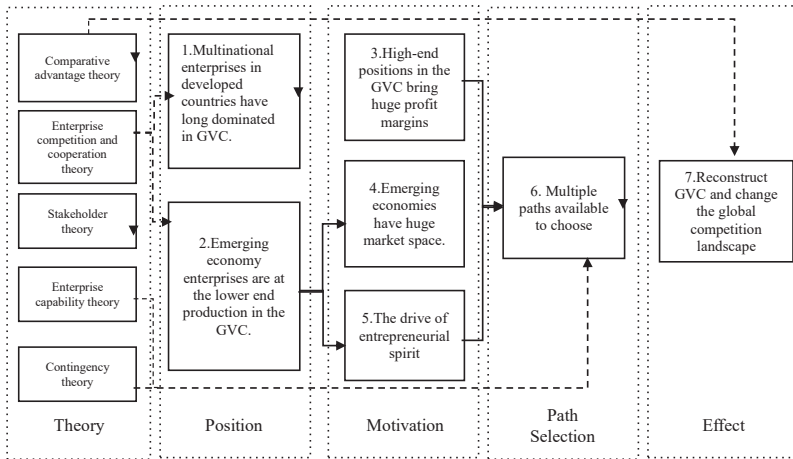 Comparative
advantage theory
Enterprise
competition and
cooperation
theory
Stakeholder
theory
Enterprise
capability theory
Contingency
theory
Theory
1.Multinational
enterprises in
developed
countries have
long dominated
in GVC.
2.Emerging
economy
enterprises are at
the lower end
production in the
GVC.
Position
3.High-end
positions in the
GVC bring
huge profit
margins
4.Emerging
economies
have huge
market space.
5.The drive of
entrepreneurial
spirit
Motivation
6. Multiple
paths available
to choose
Path
Selection
7.Reconstruct
GVC and change
the global
competition
landscape
Effect